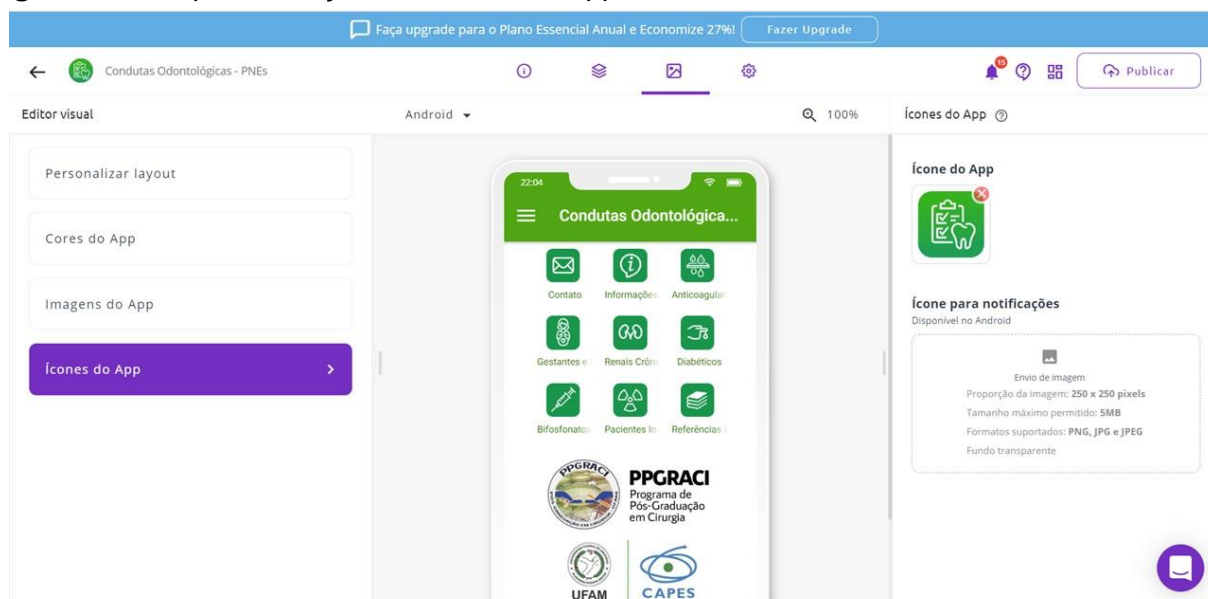 Faça upgrade para o Plano Essencial Anual e Economize 27%! Fazer Upgrade
Condutas Odontológicas - PNEs
15
Publicar
Editor visual
Android
100%
Ícones do App
Personalizar layout
Cores do App
Imagens do App
Ícones do App
22:04
Condutas Odontológica...
Contato Informações Anticoagulan
Gestantes e Renais Crôni Diabéticos
Bifosfonatos Pacientes Im Referências
PPGRACI
PPGRACI
Programa de
Pós-Graduação
em Cirurgia
UFAM CAPES
Ícone do App
Ícone para notificações
Disponível no Android
Envio de imagem
Proporção da imagem: 250 x 250 pixels
Tamanho máximo permitido: 5MB
Formatos suportados: PNG, JPG e JPEG
Fundo transparente